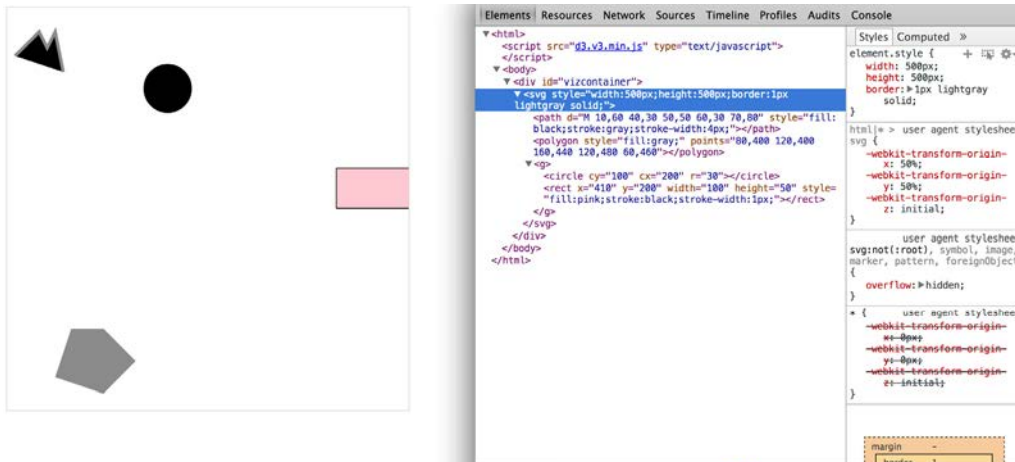 Elements Resources Network Sources Timeline Profiles Audits Console
▼<html>
<script src="d3.v3.min.js" type="text/javascript">
</script>
▼<body>
▼<div id="vizcontainer">
▼<svg style="width:500px;height:500px;border:1px
lightgray solid;">
<path d="M 10,60 40,30 50,50 60,30 70,80" style="fill:
black;stroke:gray;stroke-width:4px;"></path>
<polygon style="fill:gray;" points="80,400 120,400
160,440 120,480 60,460"></polygon>
▼<g>
<circle cy="100" cx="200" r="30"></circle>
<rect x="410" y="200" width="100" height="50" style=
"fill:pink;stroke:black;stroke-width:1px;"></rect>
</g>
</svg>
</div>
</body>
</html>
Styles Computed »
element.style {
width: 500px;
height: 500px;
border:▶1px lightgray
solid;
}
html|* > user agent styleshee
svg {
-webkit-transform-origin-
x: 50%;
-webkit-transform-origin-
y: 50%;
-webkit-transform-origin-
z: initial;
}
user agent styleshee
svg:not(:root), symbol, image,
marker, pattern, foreignObject
{
overflow:▶hidden;
}
* { user agent styleshee
-webkit-transform-origin-
x: 0px;
-webkit-transform-origin-
y: 0px;
-webkit-transform-origin-
z: initial;
}
margin -
border 1